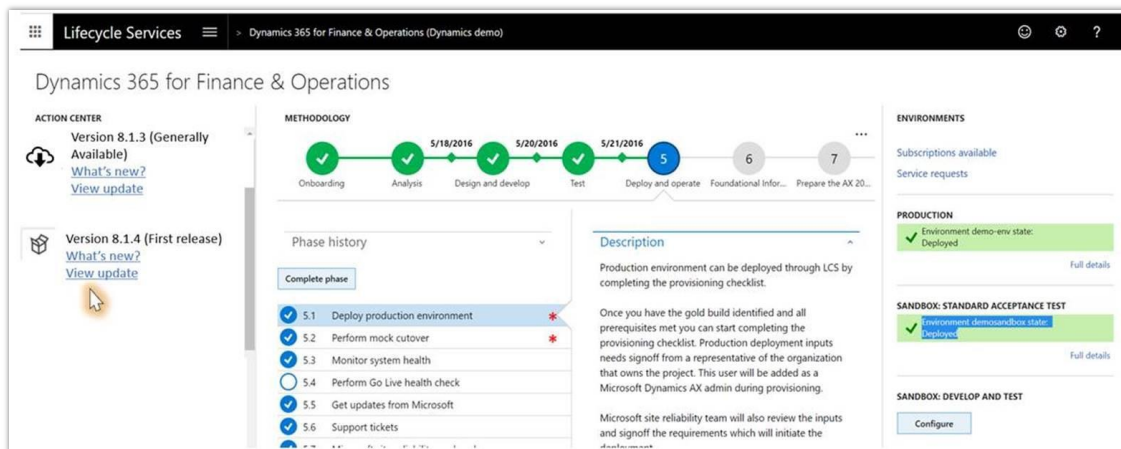 Lifecycle Services
> Dynamics 365 for Finance & Operations (Dynamics demo)
?
Dynamics 365 for Finance & Operations
ACTION CENTER
Version 8.1.3 (Generally
Available)
What's new?
View update
Version 8.1.4 (First release)
What's new?
View update
METHODOLOGY
5/18/2016
5/20/2016
5/21/2016
...
5
6
7
Onboarding
Analysis
Design and develop
Test
Deploy and operate
Foundational Infor...
Prepare the AX 20...
Phase history
Complete phase
5.1 Deploy production environment *
5.2 Perform mock cutover *
5.3 Monitor system health
5.4 Perform Go Live health check
5.5 Get updates from Microsoft
5.6 Support tickets
Description
Production environment can be deployed through LCS by
completing the provisioning checklist.
Once you have the gold build identified and all
prerequisites met you can start completing the
provisioning checklist. Production deployment inputs
needs signoff from a representative of the organization
that owns the project. This user will be added as a
Microsoft Dynamics AX admin during provisioning.
Microsoft site reliability team will also review the inputs
and signoff the requirements which will initiate the
ENVIRONMENTS
Subscriptions available
Service requests
PRODUCTION
Environment demo-env state:
Deployed
Full details
SANDBOX: STANDARD ACCEPTANCE TEST
Environment demosandbox state:
Deployed
Full details
SANDBOX: DEVELOP AND TEST
Configure